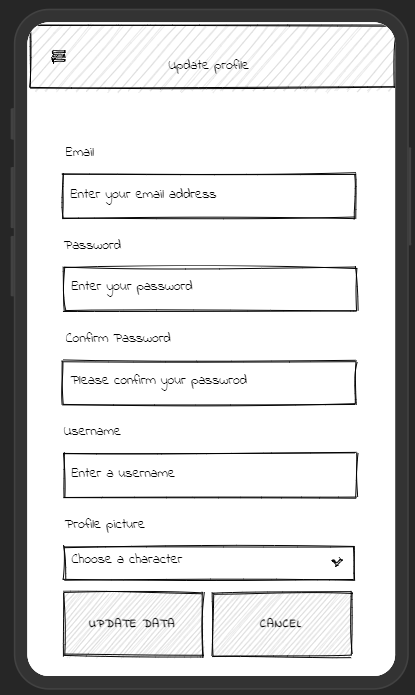 Update profile
Email
Enter your email address
Password
Enter your password
Confirm Password
Please confirm your passwrod
Username
Enter a username
Profile picture
Choose a character
UPDATE DATA
CANCEL